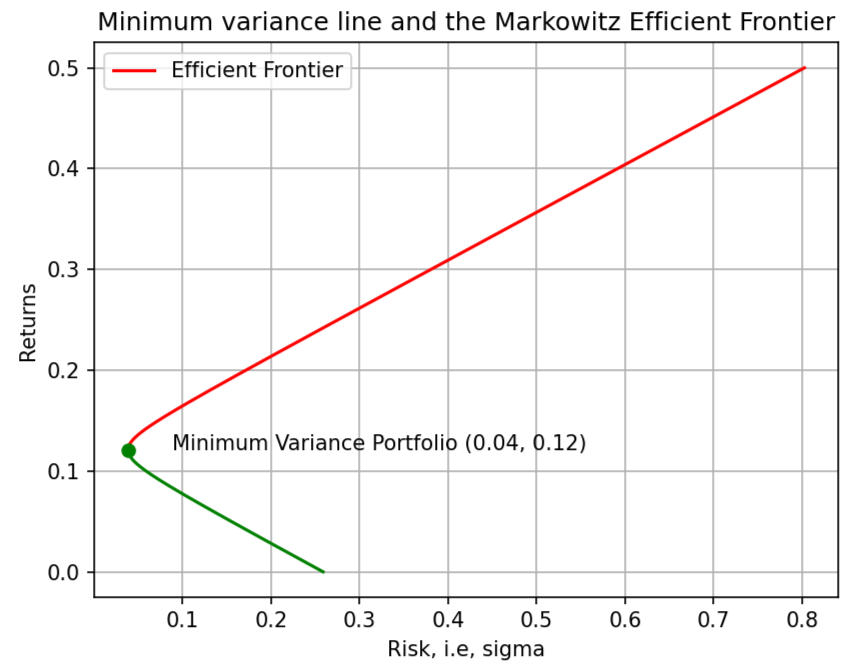 Minimum variance line and the Markowitz Efficient Frontier
Efficient Frontier
0.5
0.4
0.3
0.2
0.1
0.0
Returns
Minimum Variance Portfolio (0.04, 0.12)
0.1 0.2 0.3 0.4 0.5 0.6 0.7 0.8
Risk, i.e, sigma